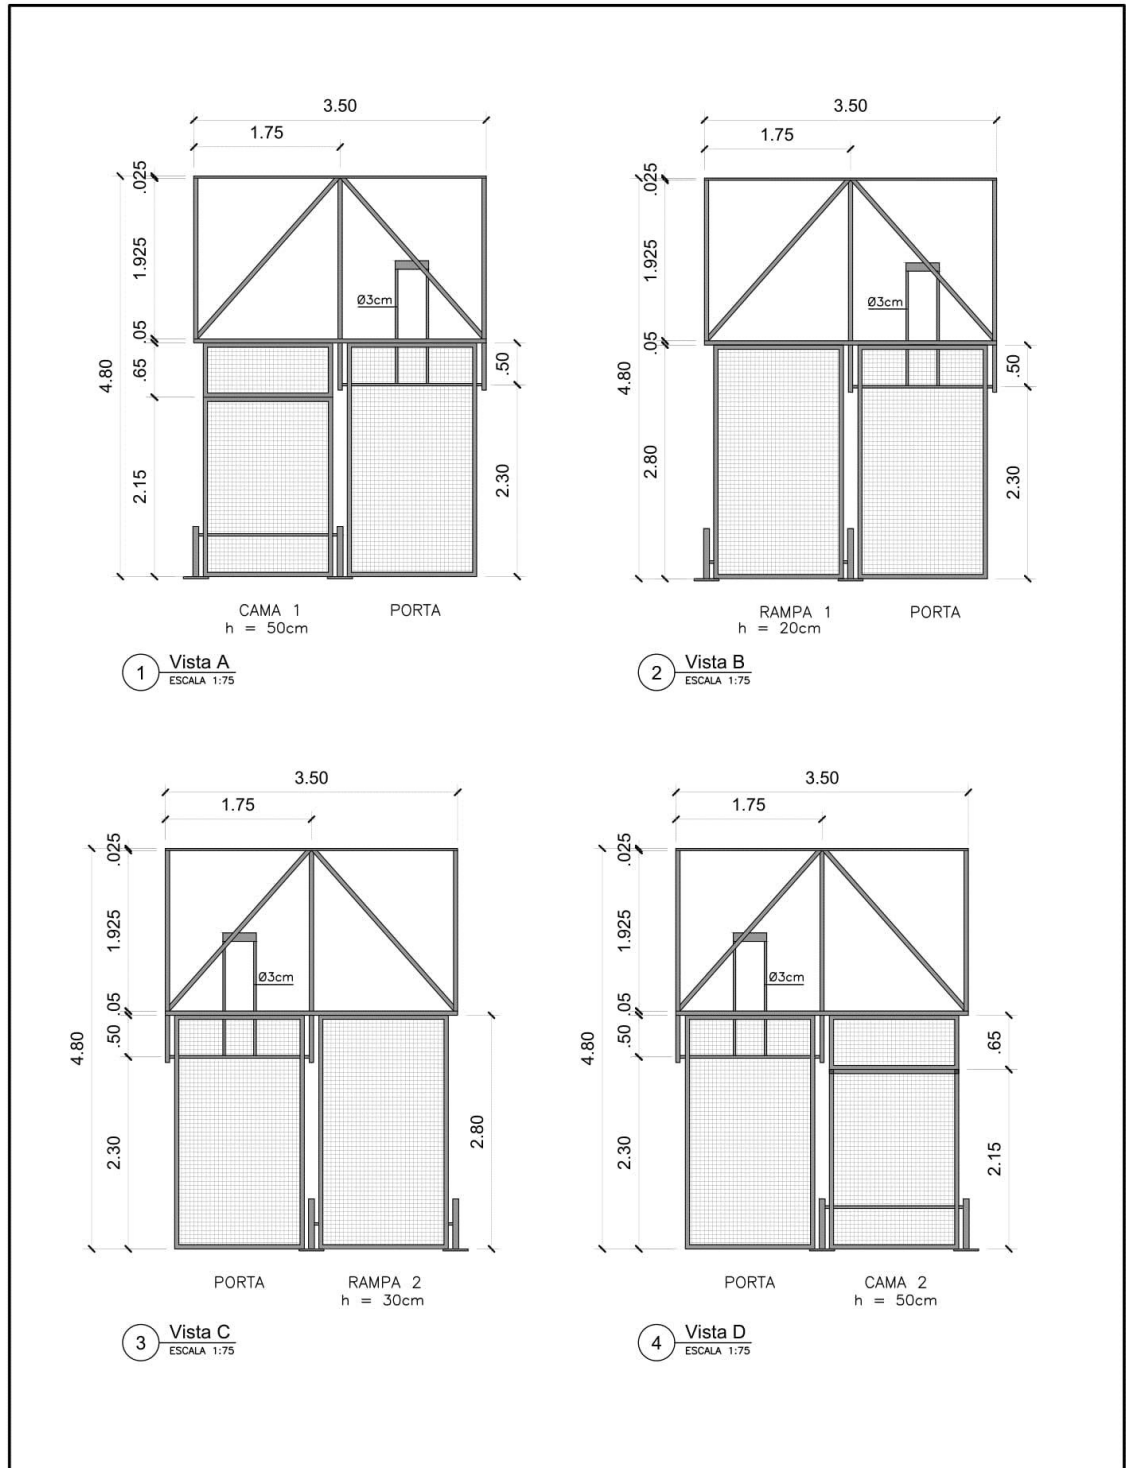 3.50
1.75
.025
1.925
.05
.65
4.80
2.15
Ø3cm
.50
2.30
CAMA 1
h = 50cm
PORTA
1
Vista A
ESCALA 1:75
3.50
1.75
.025
1.925
.05
4.80
2.80
Ø3cm
.50
2.30
RAMPA 1
h = 20cm
PORTA
2
Vista B
ESCALA 1:75
3.50
1.75
.025
1.925
.05
.50
4.80
2.30
Ø3cm
2.80
PORTA
RAMPA 2
h = 30cm
3
Vista C
ESCALA 1:75
3.50
1.75
.025
1.925
.05
.50
4.80
2.30
Ø3cm
.65
2.15
PORTA
CAMA 2
h = 50cm
4
Vista D
ESCALA 1:75